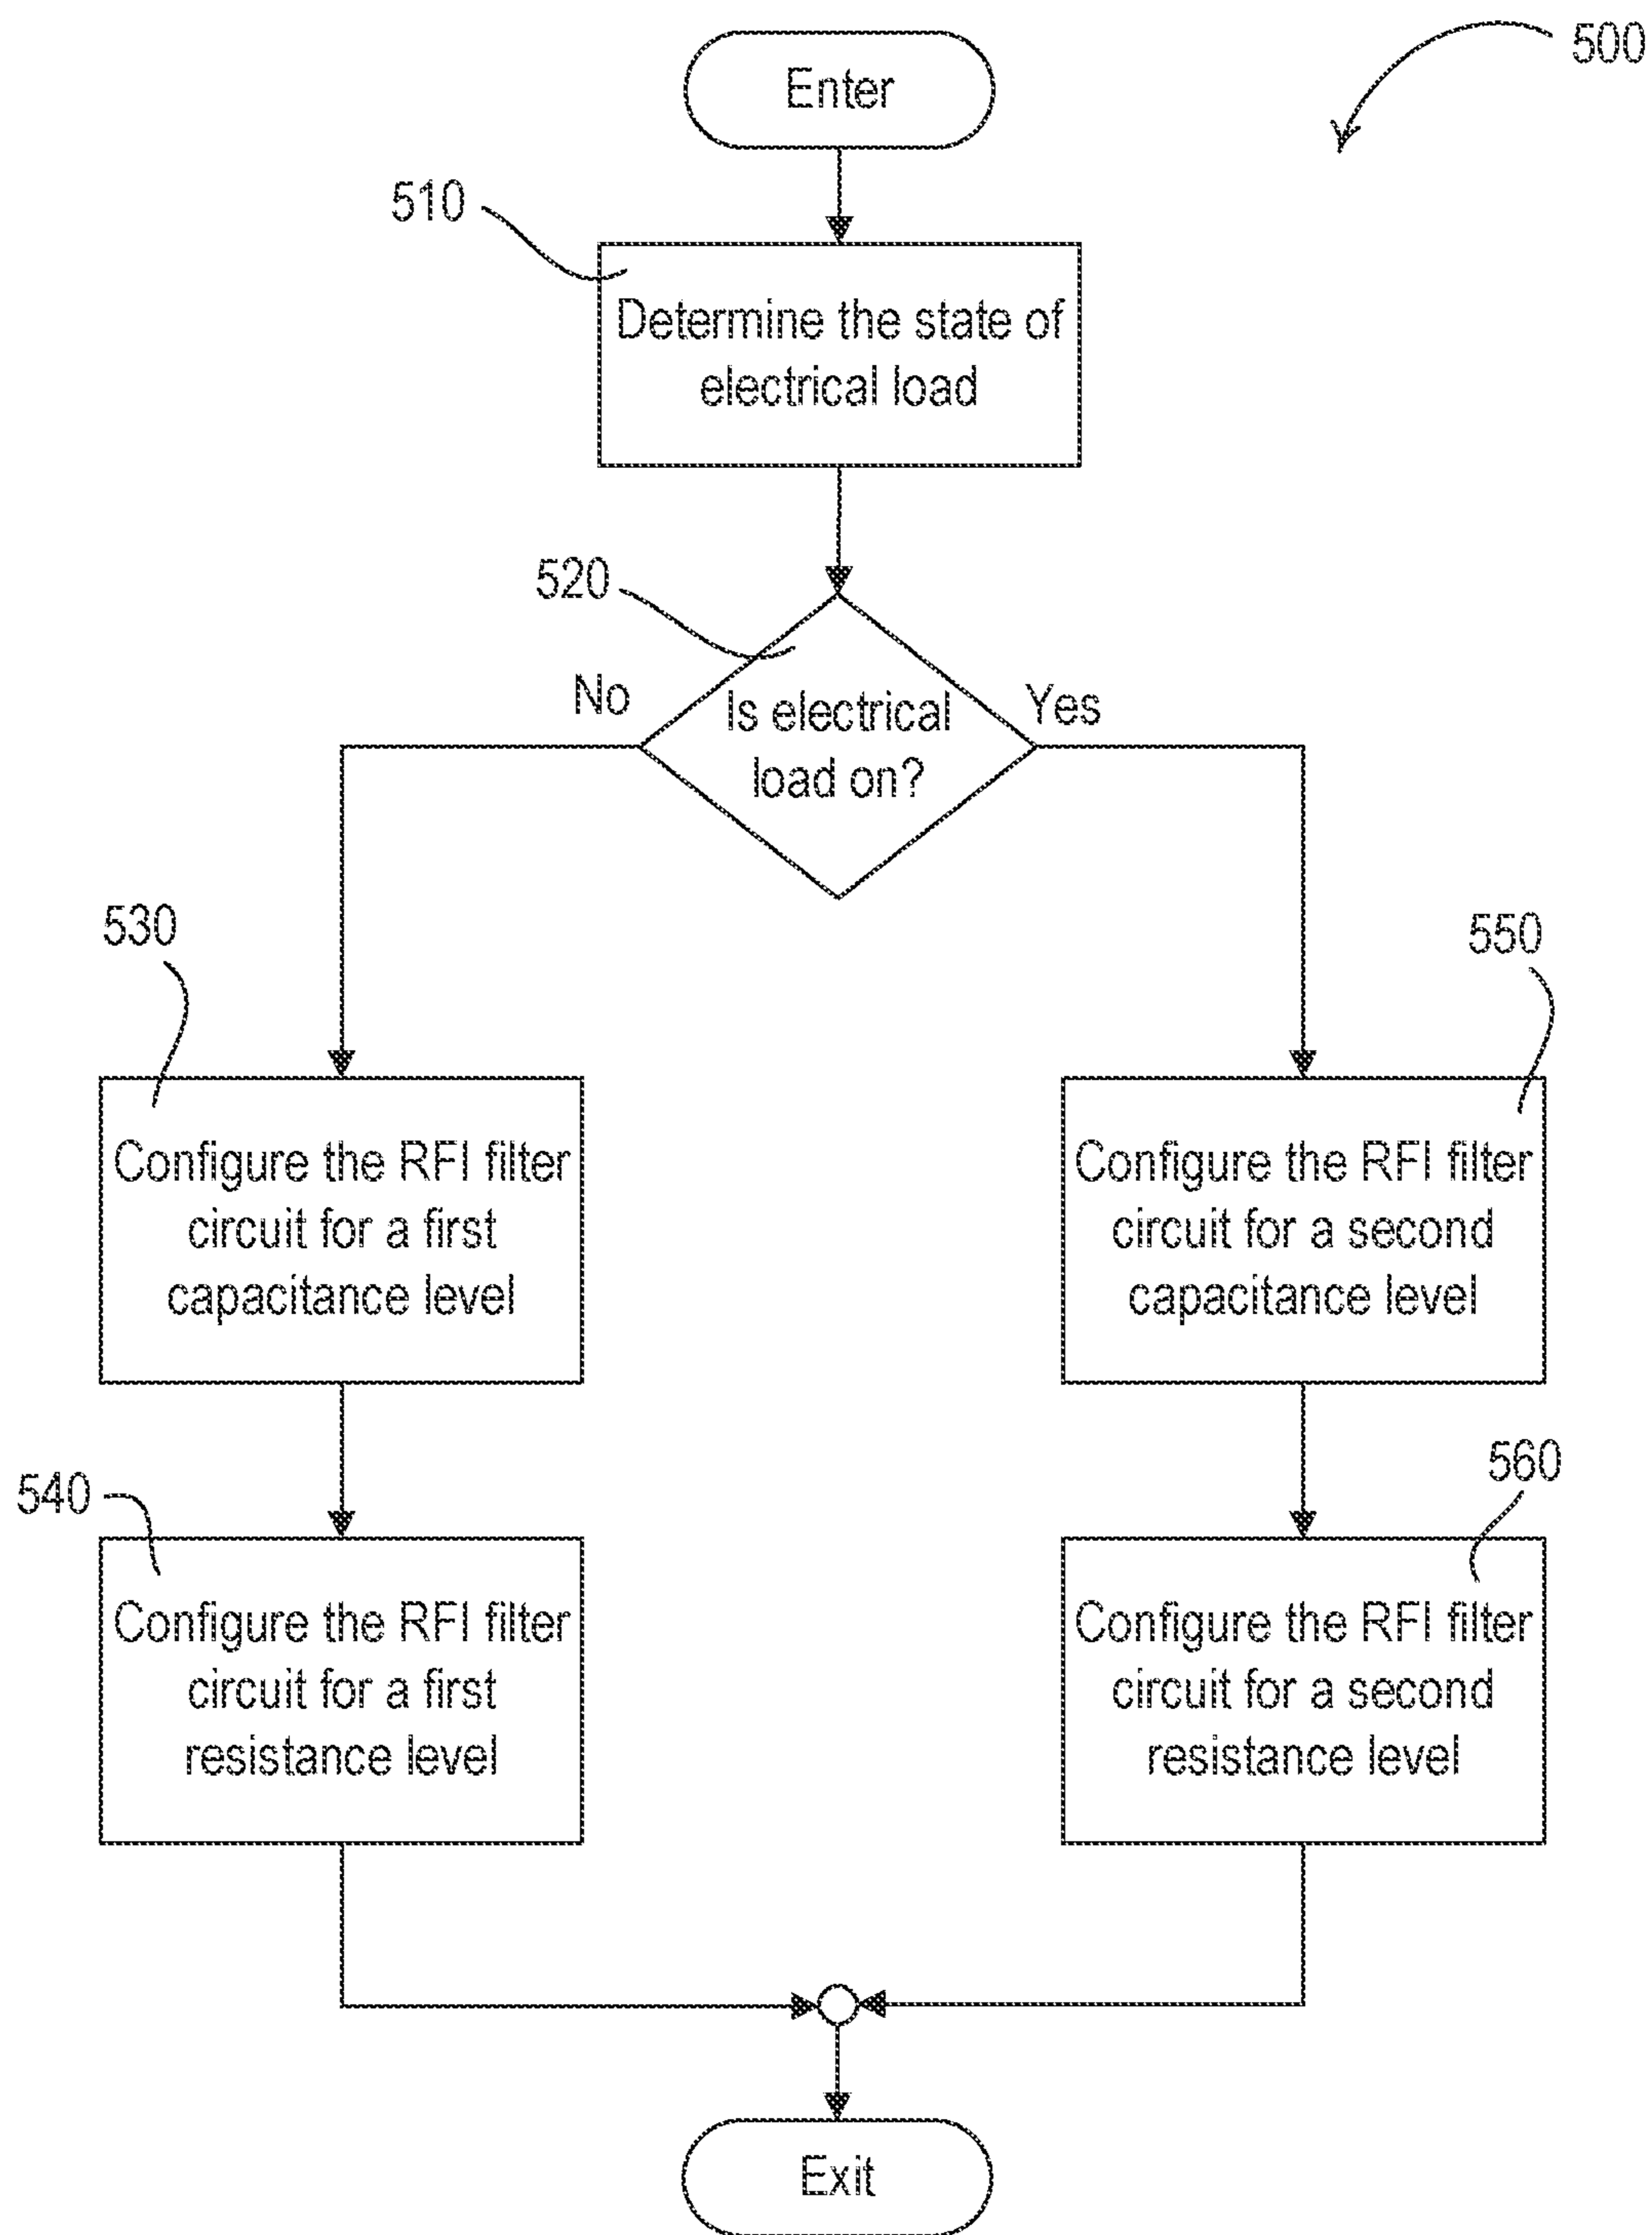 500
Enter
510
Determine the state of
electrical load
520
No
Is electrical
load on?
Yes
530
Configure the RFI filter
circuit for a first
capacitance level
550
Configure the RFI filter
circuit for a second
capacitance level
540
Configure the RFI filter
circuit for a first
resistance level
560
Configure the RFI filter
circuit for a second
resistance level
Exit